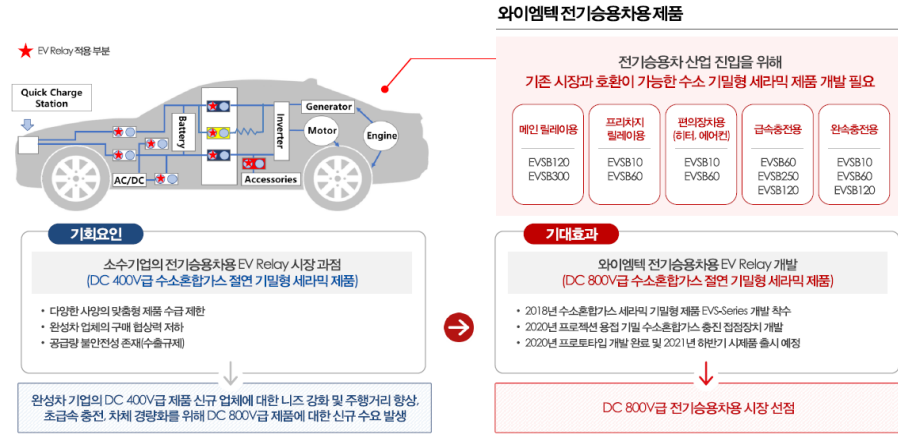 와이엠텍 전기승용차용 제품
★ EV Relay 적용 부분
Quick Charge
Station
Battery
AC/DC
Inverter
Generator
Motor
Engine
Accessories
전기승용차 산업 진입을 위해
기존 시장과 호환이 가능한 수소 기밀형 세라믹 제품 개발 필요
메인 릴레이용
EVSB120
EVSB300
프리차지
릴레이용
EVSB10
EVSB60
편의장치용
(히터, 에어컨)
EVSB10
EVSB60
급속충전용
EVSB60
EVSB250
EVSB120
완속충전용
EVSB10
EVSB60
EVSB120
기회요인
소수기업의 전기승용차용 EV Relay 시장 과점
(DC 400V급 수소혼합가스 절연 기밀형 세라믹 제품)
• 다양한 사양의 맞춤형 제품 수급 제한
• 완성차 업체의 구매 협상력 저하
• 공급량 불안전성 존재(수출규제)
완성차 기업의 DC 400V급 제품 신규 업체에 대한 니즈 강화 및 주행거리 향상,
초급속 충전, 차체 경량화를 위해 DC 800V급 제품에 대한 신규 수요 발생
기대효과
와이엠텍 전기승용차용 EV Relay 개발
(DC 800V급 수소혼합가스 절연 기밀형 세라믹 제품)
• 2018년 수소혼합가스 세라믹 기밀형 제품 EVS-Series 개발 착수
• 2020년 프로젝션 용접 기밀 수소혼합가스 충진 접점장치 개발
• 2020년 프로토타입 개발 완료 및 2021년 하반기 시제품 출시 예정
DC 800V급 전기승용차용 시장 선점